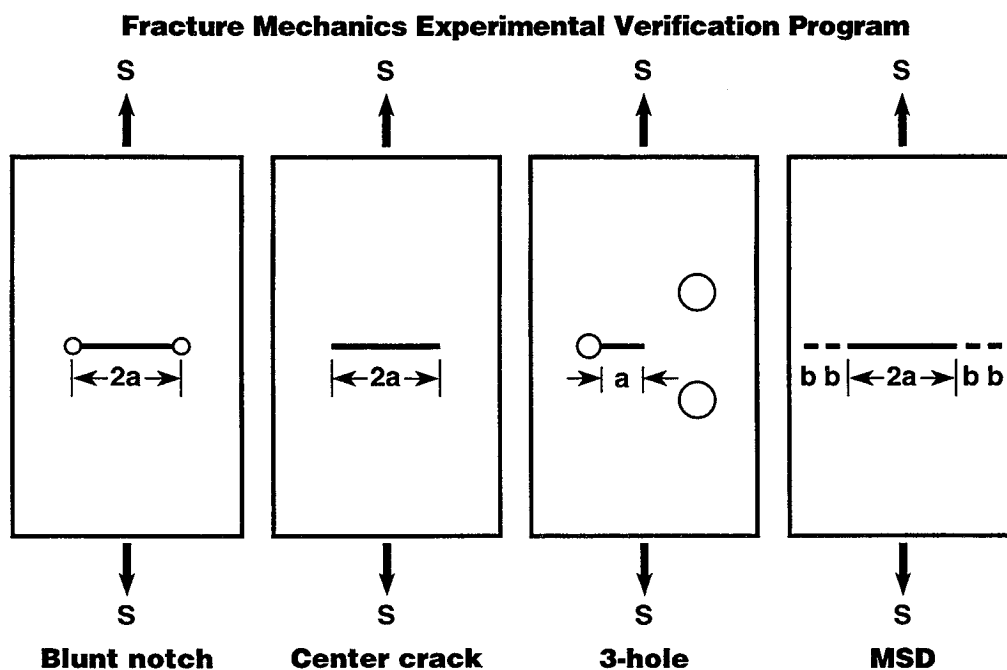 Fracture Mechanics Experimental Verification Program
S S S S
2a 2a a b b 2a b b
S S S S
Blunt notch Center crack 3-hole MSD